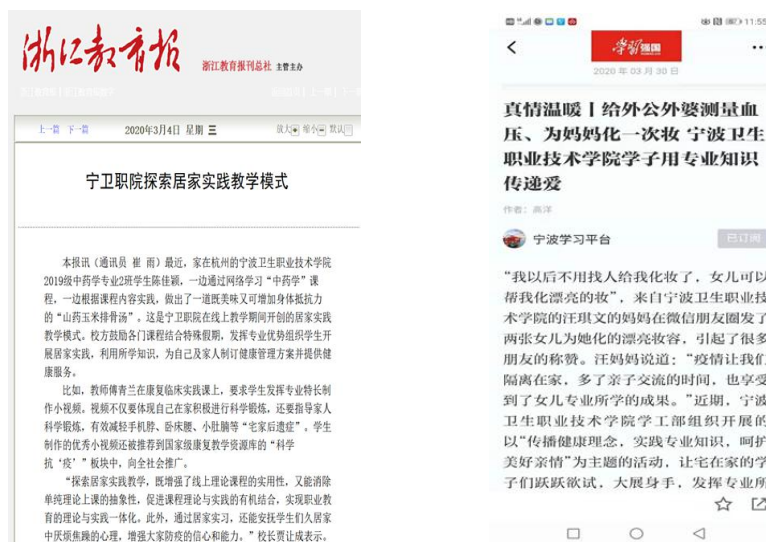 浙江教育报
浙江教育报刊总社 主管主办
上一篇 下一篇
2020年3月4日 星期 三
放大 缩小 默认
宁卫职院探索居家实践教学模式
本报讯（通讯员 崔 雨）最近，家在杭州的宁波卫生职业技术学院
2019级中药学专业2班学生陈佳颖，一边通过网络学习“中药学”课
程，一边根据课程内容实践，做出了一道既美味又可增加身体抵抗力
的“山药玉米排骨汤”。这是宁卫职院在线上教学期间开创的居家实践
教学模式。校方鼓励各门课程结合特殊假期，发挥专业优势组织学生开
展居家实践，利用所学知识，为自己及家人制订健康管理方案并提供健
康服务。
比如，教师傅青兰在康复临床实践课上，要求学生发挥专业特长制
作小视频。视频不仅要体现自己在家积极进行科学锻炼，还要指导家人
科学锻炼，有效减轻手机脖、卧床腰、小肚腩等“宅家后遗症”。学生
制作的优秀小视频还被推荐到国家级康复教学资源库的“科学
抗‘疫’”板块中，向全社会推广。
“探索居家实践教学，既增强了线上理论课程的实用性，又能消除
单纯理论上课的抽象性，促进课程理论与实践的有机结合，实现职业教
育的理论与实践一体化。此外，通过居家实习，还能安抚学生们久居家
中厌烦焦躁的心理，增强大家防疫的信心和能力。”校长贾让成表示。
11:55
学习强国
2020 年 03 月 30 日
真情温暖丨给外公外婆测量血
压、为妈妈化一次妆 宁波卫生
职业技术学院学子用专业知识
传递爱
作者：燕洋
宁波学习平台
已订阅
“我以后不用找人给我化妆了，女儿可以
帮我化漂亮的妆”，来自宁波卫生职业技
术学院的汪琪文的妈妈在微信朋友圈发了
两张女儿为她化的漂亮妆容，引起了很多
朋友的称赞。汪妈妈说道：“疫情让我们
隔离在家，多了亲子交流的时间，也享受
到了女儿专业所学的成果。”近期，宁波
卫生职业技术学院学工部组织开展的
以“传播健康理念，实践专业知识，呵护
美好亲情”为主题的活动，让宅在家的学
子们跃跃欲试，大展身手，发挥专业所